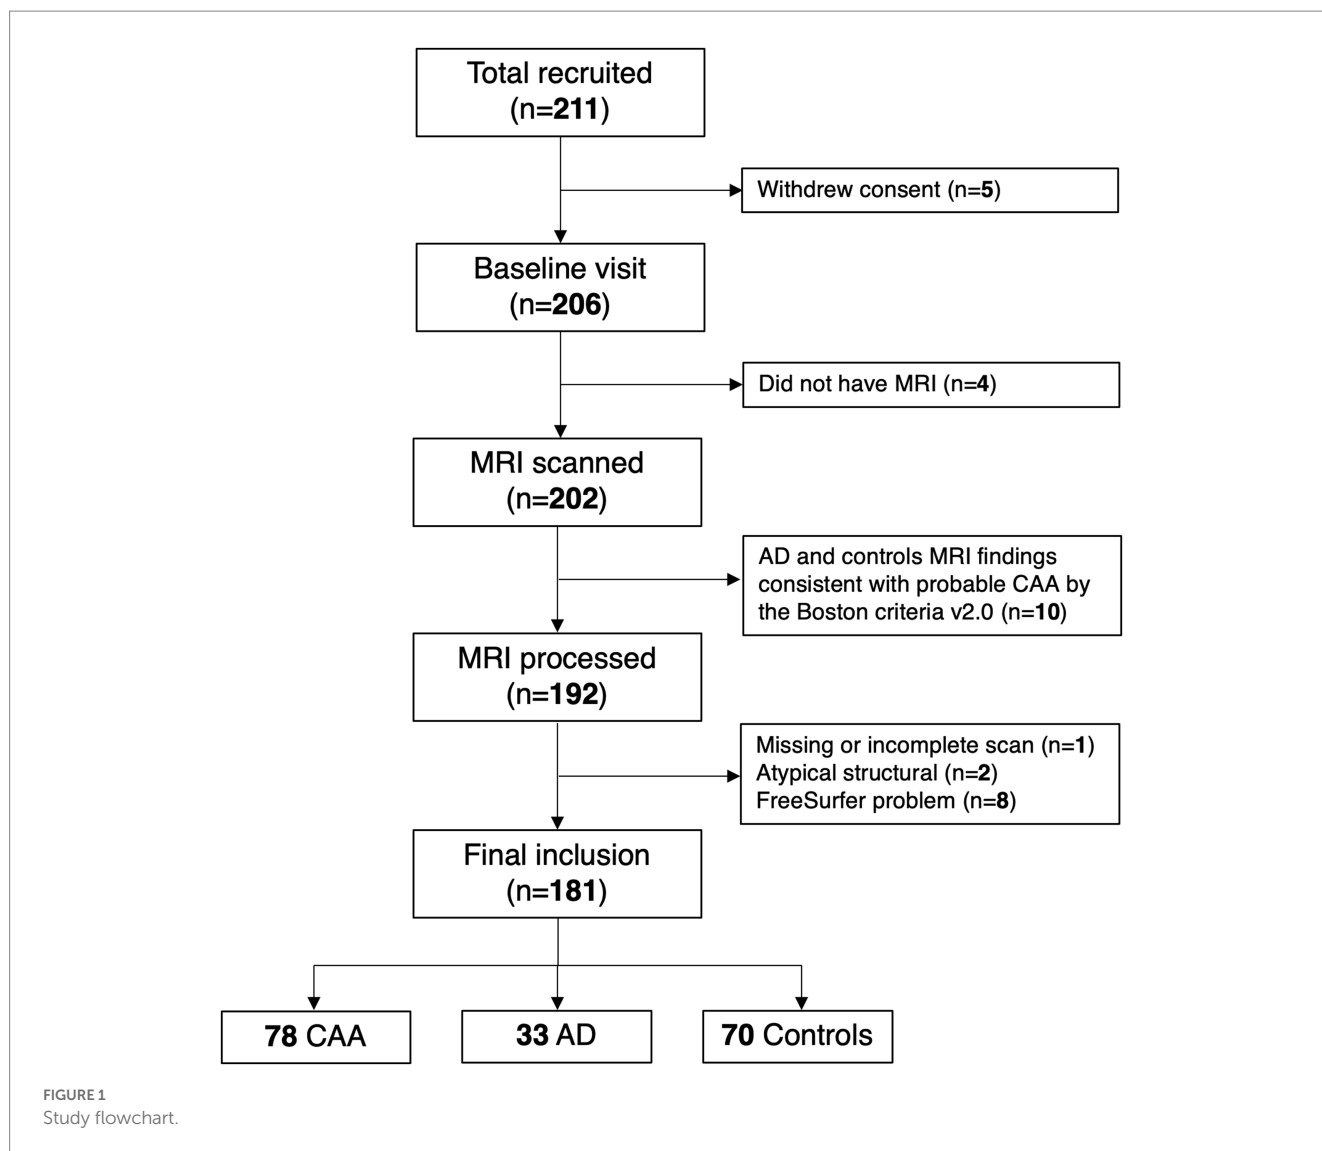 Total recruited
(n=211)
Withdrew consent (n=5)
Baseline visit
(n=206)
Did not have MRI (n=4)
MRI scanned
(n=202)
AD and controls MRI findings
consistent with probable CAA by
the Boston criteria v2.0 (n=10)
MRI processed
(n=192)
Missing or incomplete scan (n=1)
Atypical structural (n=2)
FreeSurfer problem (n=8)
Final inclusion
(n=181)
78 CAA
33 AD
70 Controls
FIGURE 1
Study flowchart.